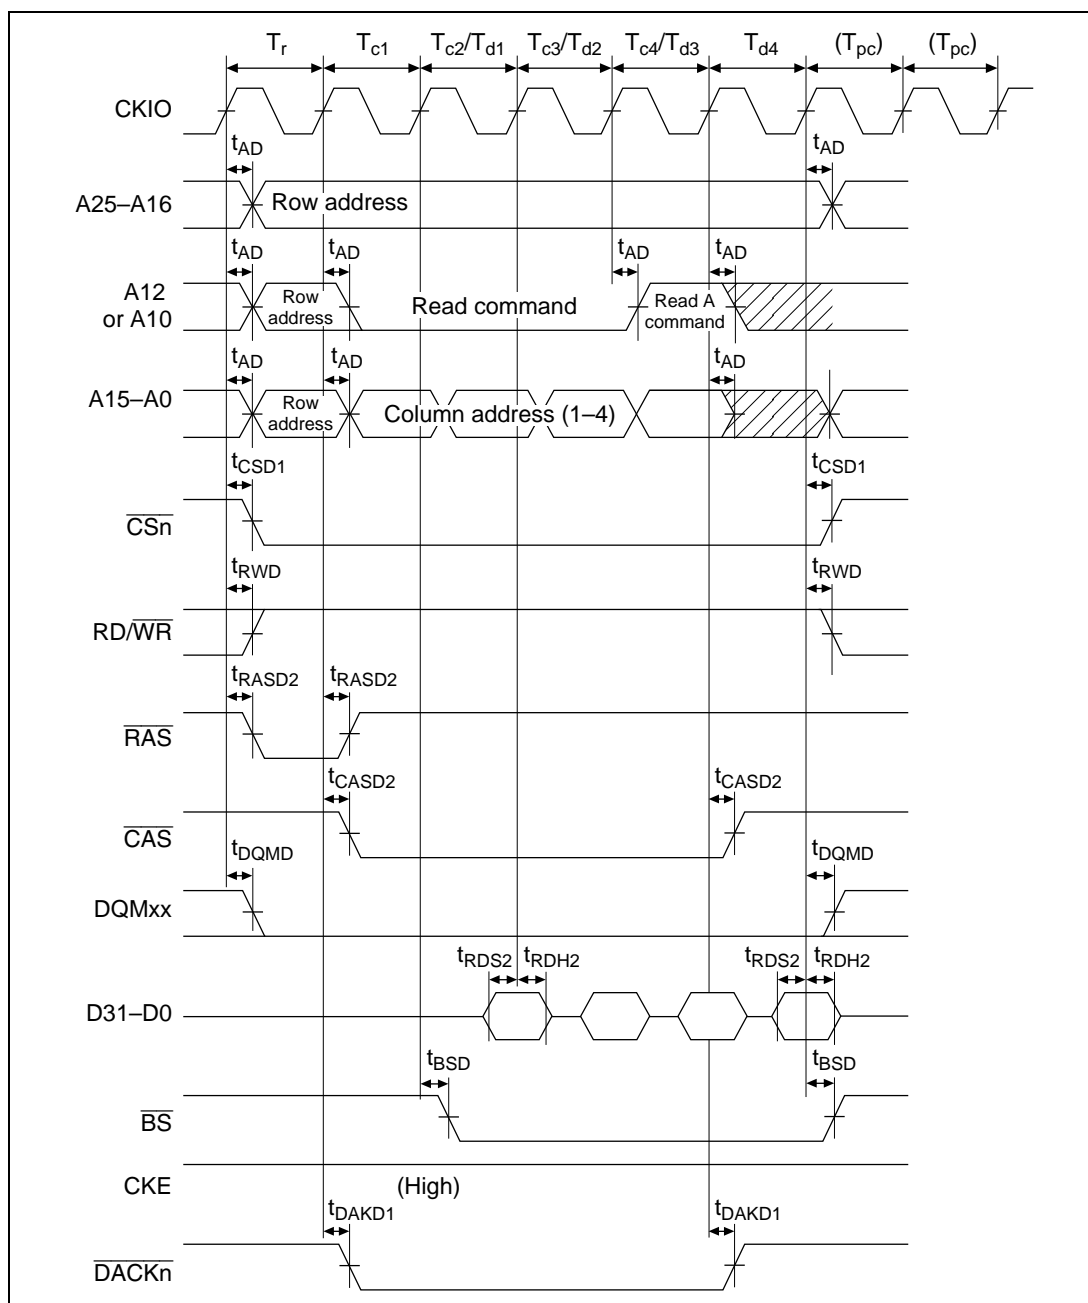 Tr Tc1 Tc2/Td1 Tc3/Td2 Tc4/Td3 Td4 (Tpc) (Tpc)
CKIO
tAD tAD
A25–A16 Row address
tAD tAD tAD tAD
A12 or A10 Row address Read command Read A command
tAD tAD tAD
A15–A0 Row address Column address (1–4)
tCSD1 tCSD1
CSn
tRWD tRWD
RD/WR
tRASD2 tRASD2
RAS
tCASD2 tCASD2
CAS
tDQMD tDQMD
DQMxx
tRDS2 tRDH2 tRDS2 tRDH2
D31–D0
tBSD tBSD
BS
CKE (High)
tDAKD1 tDAKD1
DACKn